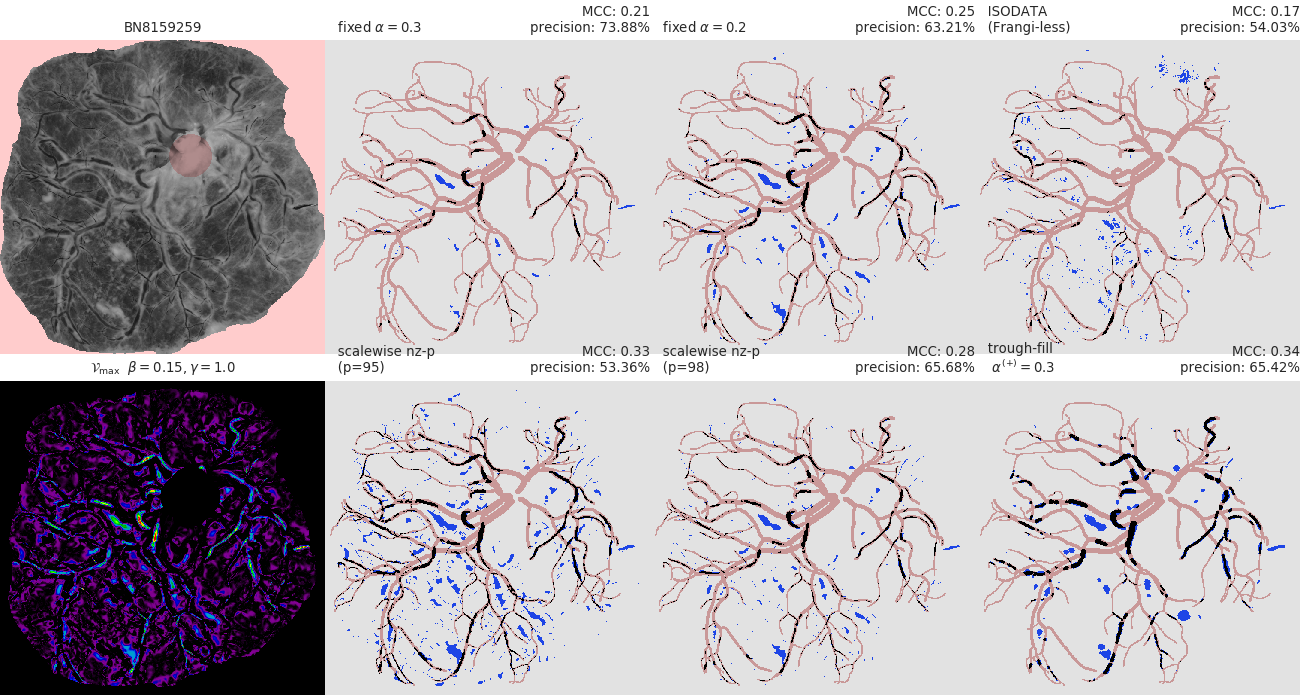 BN8159259
fixed α = 0.3
MCC: 0.21
precision: 73.88%
fixed α = 0.2
MCC: 0.25
precision: 63.21%
ISODATA
(Frangi-less)
MCC: 0.17
precision: 54.03%
𝒱max β = 0.15, γ = 1.0
scalewise nz-p
(p=95)
MCC: 0.33
precision: 53.36%
scalewise nz-p
(p=98)
MCC: 0.28
precision: 65.68%
trough-fill
α(+) = 0.3
MCC: 0.34
precision: 65.42%